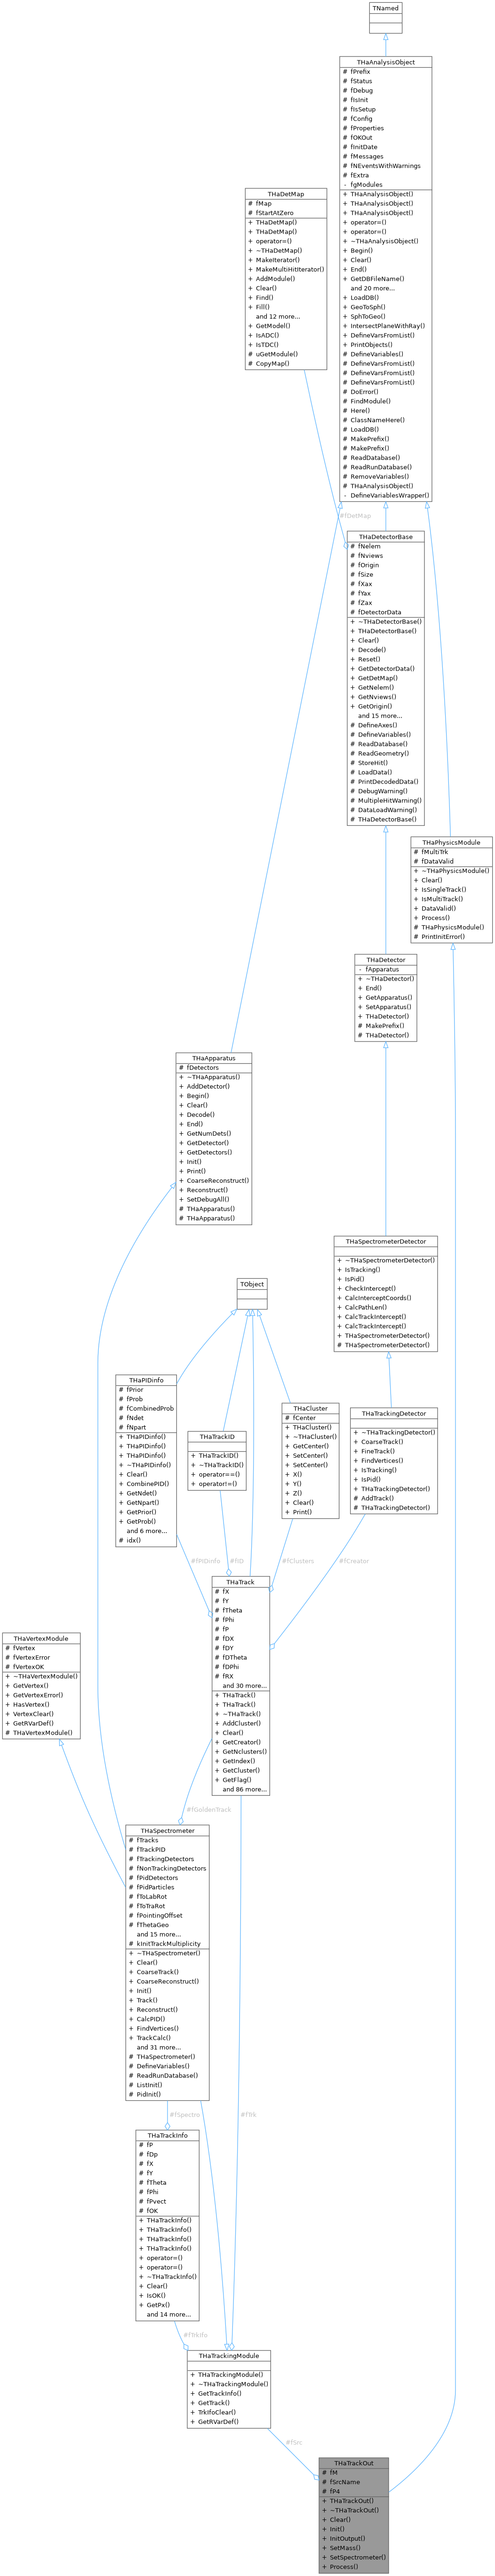 TNamed
THaAnalysisObject
# fPrefix
# fStatus
# fDebug
# fIsInit
# fIsSetup
# fConfig
# fProperties
# fOKOut
# fInitDate
# fMessages
# fNEventsWithWarnings
# fExtra
- fgModules
+ THaAnalysisObject()
+ THaAnalysisObject()
+ THaAnalysisObject()
+ operator=()
+ operator=()
+ ~THaAnalysisObject()
+ Begin()
+ Clear()
+ End()
+ GetDBFileName()
and 20 more...
+ LoadDB()
+ GeoToSph()
+ SphToGeo()
+ IntersectPlaneWithRay()
+ DefineVarsFromList()
+ PrintObjects()
# DefineVariables()
# DefineVarsFromList()
# DefineVarsFromList()
# DefineVarsFromList()
# DoError()
# FindModule()
# Here()
# ClassNameHere()
# LoadDB()
# MakePrefix()
# MakePrefix()
# ReadDatabase()
# ReadRunDatabase()
# RemoveVariables()
# THaAnalysisObject()
- DefineVariablesWrapper()
THaDetMap
# fMap
# fStartAtZero
+ THaDetMap()
+ THaDetMap()
+ operator=()
+ ~THaDetMap()
+ MakeIterator()
+ MakeMultiHitIterator()
+ AddModule()
+ Clear()
+ Find()
+ Fill()
and 12 more...
+ GetModel()
+ IsADC()
+ IsTDC()
# uGetModule()
# CopyMap()
#fDetMap
THaDetectorBase
# fNelem
# fNviews
# fOrigin
# fSize
# fXax
# fYax
# fZax
# fDetectorData
+ ~THaDetectorBase()
+ THaDetectorBase()
+ Clear()
+ Decode()
+ Reset()
+ GetDetectorData()
+ GetDetMap()
+ GetNelem()
+ GetNviews()
+ GetOrigin()
and 15 more...
# DefineAxes()
# DefineVariables()
# ReadDatabase()
# ReadGeometry()
# StoreHit()
# LoadData()
# PrintDecodedData()
# DebugWarning()
# MultipleHitWarning()
# DataLoadWarning()
# THaDetectorBase()
THaPhysicsModule
# fMultiTrk
# fDataValid
+ ~THaPhysicsModule()
+ Clear()
+ IsSingleTrack()
+ IsMultiTrack()
+ DataValid()
+ Process()
# THaPhysicsModule()
# PrintInitError()
THaDetector
- fApparatus
+ ~THaDetector()
+ End()
+ GetApparatus()
+ SetApparatus()
+ THaDetector()
# MakePrefix()
# THaDetector()
THaApparatus
# fDetectors
+ ~THaApparatus()
+ AddDetector()
+ Begin()
+ Clear()
+ Decode()
+ End()
+ GetNumDets()
+ GetDetector()
+ GetDetectors()
+ Init()
+ Print()
+ CoarseReconstruct()
+ Reconstruct()
+ SetDebugAll()
# THaApparatus()
# THaApparatus()
THaSpectrometerDetector
+ ~THaSpectrometerDetector()
+ IsTracking()
+ IsPid()
+ CheckIntercept()
+ CalcInterceptCoords()
+ CalcPathLen()
+ CalcTrackIntercept()
+ CalcTrackIntercept()
+ THaSpectrometerDetector()
# THaSpectrometerDetector()
TObject
THaPIDinfo
# fPrior
# fProb
# fCombinedProb
# fNdet
# fNpart
+ THaPIDinfo()
+ THaPIDinfo()
+ THaPIDinfo()
+ ~THaPIDinfo()
+ Clear()
+ CombinePID()
+ GetNdet()
+ GetNpart()
+ GetPrior()
+ GetProb()
and 6 more...
# idx()
THaTrackID
+ THaTrackID()
+ ~THaTrackID()
+ operator==()
+ operator!=()
THaCluster
# fCenter
+ THaCluster()
+ ~THaCluster()
+ GetCenter()
+ SetCenter()
+ SetCenter()
+ X()
+ Y()
+ Z()
+ Clear()
+ Print()
THaTrackingDetector
+ ~THaTrackingDetector()
+ CoarseTrack()
+ FineTrack()
+ FindVertices()
+ IsTracking()
+ IsPid()
+ THaTrackingDetector()
# AddTrack()
# THaTrackingDetector()
#fPIDinfo
#fID
#fClusters
#fCreator
THaTrack
# fX
# fY
# fTheta
# fPhi
# fP
# fDX
# fDY
# fDTheta
# fDPhi
# fRX
and 30 more...
+ THaTrack()
+ THaTrack()
+ ~THaTrack()
+ AddCluster()
+ Clear()
+ GetCreator()
+ GetNclusters()
+ GetIndex()
+ GetCluster()
+ GetFlag()
and 86 more...
THaVertexModule
# fVertex
# fVertexError
# fVertexOK
+ ~THaVertexModule()
+ GetVertex()
+ GetVertexError()
+ HasVertex()
+ VertexClear()
+ GetRVarDef()
# THaVertexModule()
#fGoldenTrack
THaSpectrometer
# fTracks
# fTrackPID
# fTrackingDetectors
# fNonTrackingDetectors
# fPidDetectors
# fPidParticles
# fToLabRot
# fToTraRot
# fPointingOffset
# fThetaGeo
and 15 more...
# kInitTrackMultiplicity
+ ~THaSpectrometer()
+ Clear()
+ CoarseTrack()
+ CoarseReconstruct()
+ Init()
+ Track()
+ Reconstruct()
+ CalcPID()
+ FindVertices()
+ TrackCalc()
and 31 more...
# THaSpectrometer()
# DefineVariables()
# ReadRunDatabase()
# ListInit()
# PidInit()
#fSpectro
#fTrk
THaTrackInfo
# fP
# fDp
# fX
# fY
# fTheta
# fPhi
# fPvect
# fOK
+ THaTrackInfo()
+ THaTrackInfo()
+ THaTrackInfo()
+ THaTrackInfo()
+ operator=()
+ operator=()
+ ~THaTrackInfo()
+ Clear()
+ IsOK()
+ GetPx()
and 14 more...
#fTrkIfo
THaTrackingModule
+ THaTrackingModule()
+ ~THaTrackingModule()
+ GetTrackInfo()
+ GetTrack()
+ TrkIfoClear()
+ GetRVarDef()
#fSrc
THaTrackOut
# fM
# fSrcName
# fP4
+ THaTrackOut()
+ ~THaTrackOut()
+ Clear()
+ Init()
+ InitOutput()
+ SetMass()
+ SetSpectrometer()
+ Process()